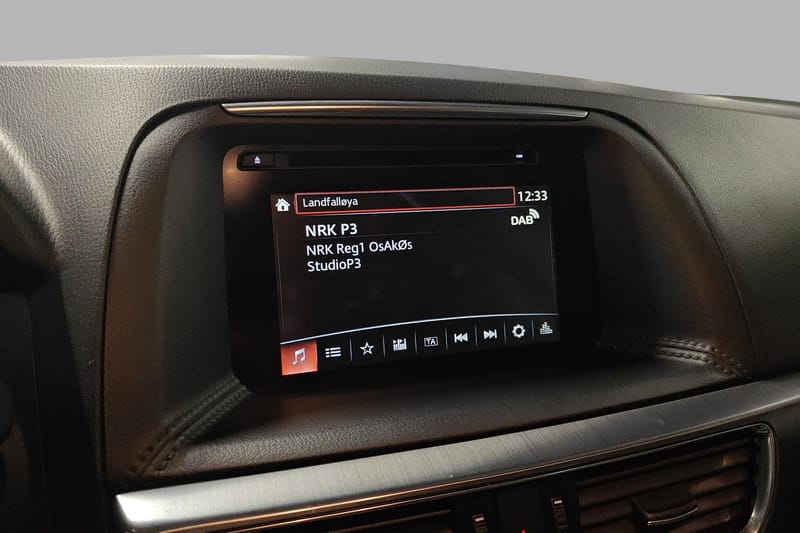 Landfalløya 12:33
NRK P3 DAB
NRK Reg1 OsAkØs
StudioP3
TA